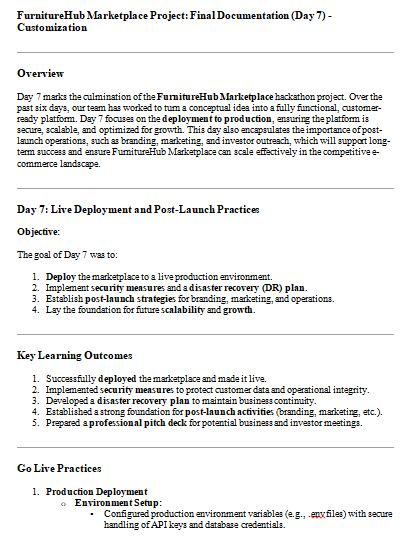 FurnitureHub Marketplace Project: Final Documentation (Day 7) -
Customization
Overview
Day 7 marks the culmination of the FurnitureHub Marketplace hackathon project. Over the
past six days, our team has worked to turn a conceptual idea into a fully functional, customer-
ready platform. Day 7 focuses on the deployment to production, ensuring the platform is
secure, scalable, and optimized for growth. This day also encapsulates the importance of post-
launch operations, such as branding, marketing, and investor outreach, which will support long-
term success and ensure FurnitureHub Marketplace can scale effectively in the competitive e-
commerce landscape.
Day 7: Live Deployment and Post-Launch Practices
Objective:
The goal of Day 7 was to:
1. Deploy the marketplace to a live production environment.
2. Implement security measures and a disaster recovery (DR) plan.
3. Establish post-launch strategies for branding, marketing, and operations.
4. Lay the foundation for future scalability and growth.
Key Learning Outcomes
1. Successfully deployed the marketplace and made it live.
2. Implemented security measures to protect customer data and operational integrity.
3. Developed a disaster recovery plan to maintain business continuity.
4. Established a strong foundation for post-launch activities (branding, marketing, etc.).
5. Prepared a professional pitch deck for potential business and investor meetings.
Go Live Practices
1. Production Deployment
o Environment Setup:
▪ Configured production environment variables (e.g., .env files) with secure
handling of API keys and database credentials.